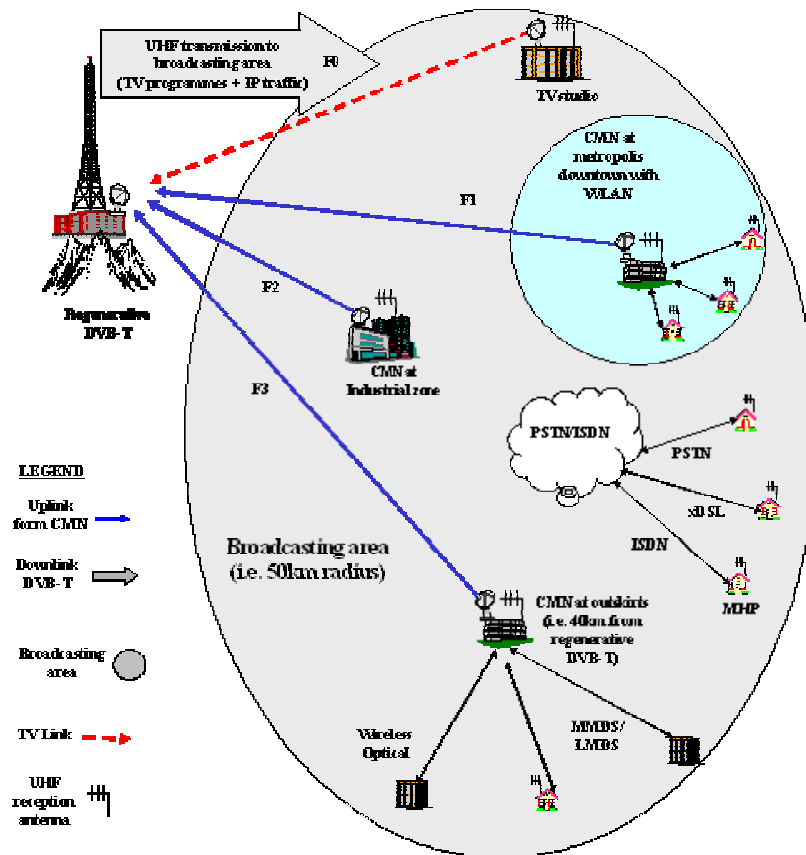 UHF transmission to
broadcasting area
(TV programmes + IP traffic)
F0
TV studio
CMN at
metropolis
downtown with
WLAN
F1
F2
Regenerative
DVB-T
CMN at
Industrial zone
F3
PSTN/ISDN
PSTN
xDSL
ISDN
MHP
LEGEND
Uplink
form CMN
Downlink
DVB-T
Broadcasting
area
TV Link
UHF
reception
antenna
Broadcasting area
(i.e. 50km radius)
CMN at outskirts
(i.e. 40km from
regenerative
DVB-T)
Wireless
Optical
MMDS/
LMDS